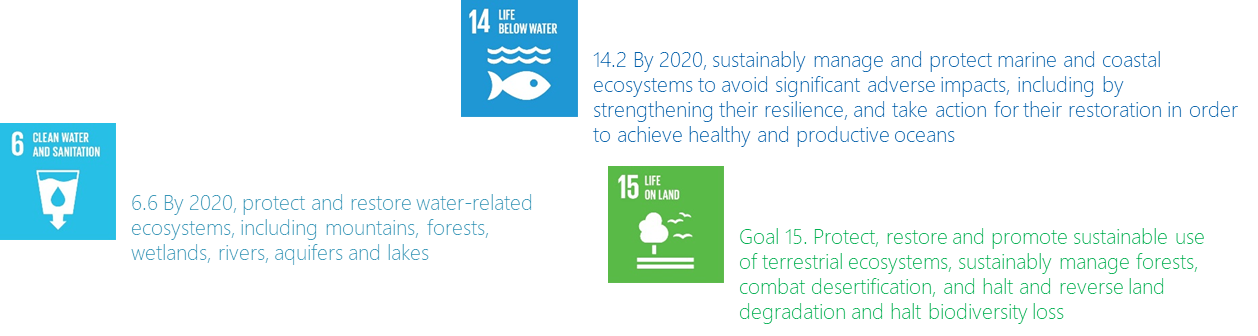 14 LIFE
BELOW WATER
14.2 By 2020, sustainably manage and protect marine and coastal
ecosystems to avoid significant adverse impacts, including by
strengthening their resilience, and take action for their restoration in order
to achieve healthy and productive oceans
6 CLEAN WATER
AND SANITATION
6.6 By 2020, protect and restore water-related
ecosystems, including mountains, forests,
wetlands, rivers, aquifers and lakes
15 LIFE
ON LAND
Goal 15. Protect, restore and promote sustainable use
of terrestrial ecosystems, sustainably manage forests,
combat desertification, and halt and reverse land
degradation and halt biodiversity loss